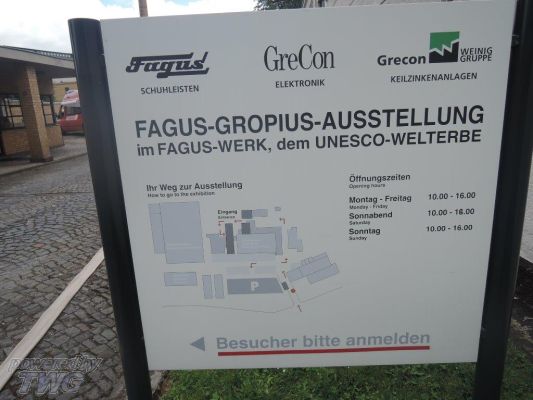 Fagus
SCHUHLEISTEN
GreCon
ELEKTRONIK
Grecon
WEINIG
GRUPPE
KEILZINKENANLAGEN
FAGUS-GROPIUS-AUSSTELLUNG
im FAGUS-WERK, dem UNESCO-WELTERBE
Ihr Weg zur Ausstellung
How to go to the exhibition
Eingang
Entrance
P
Öffnungszeiten
Opening hours
Montag - Freitag 10.00 - 16.00
Monday - Friday
Sonnabend 10.00 - 16.00
Saturday
Sonntag 10.00 - 16.00
Sunday
Besucher bitte anmelden
powered by
TWG